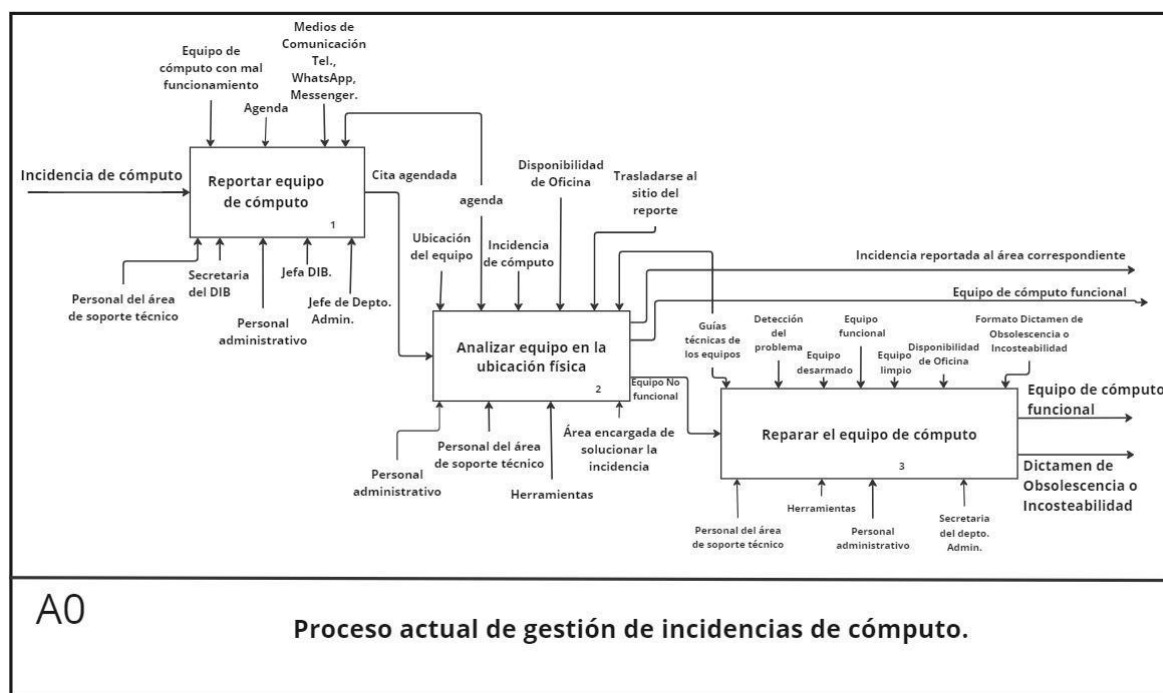 Medios de
Comunicación
Tel.,
WhatsApp,
Messenger.
Equipo de
cómputo con mal
funcionamiento
Agenda
Incidencia de cómputo
Reportar equipo
de cómputo
1
Cita agendada
agenda
Disponibilidad
de Oficina
Trasladarse al
sitio del
reporte
Personal del área
de soporte técnico
Secretaria
del DIB
Personal
administrativo
Jefa DIB.
Jefe de Depto.
Admin.
Ubicación
del equipo
Incidencia
de cómputo
Incidencia reportada al área correspondiente
Equipo de cómputo funcional
Analizar equipo en la
ubicación física
2
Equipo No
funcional
Personal
administrativo
Personal del área
de soporte técnico
Herramientas
Área encargada de
solucionar la
incidencia
Guías
técnicas de
los equipos
Detección
del
problema
Equipo
desarmado
Equipo
funcional
Equipo
limpio
Disponibilidad
de Oficina
Formato Dictamen de
Obsolescencia o
Incosteabilidad
Reparar el equipo de cómputo
3
Equipo de cómputo
funcional
Dictamen de
Obsolescencia o
Incosteabilidad
Personal del área
de soporte técnico
Herramientas
Personal
administrativo
Secretaria
del depto.
Admin.
A0
Proceso actual de gestión de incidencias de cómputo.